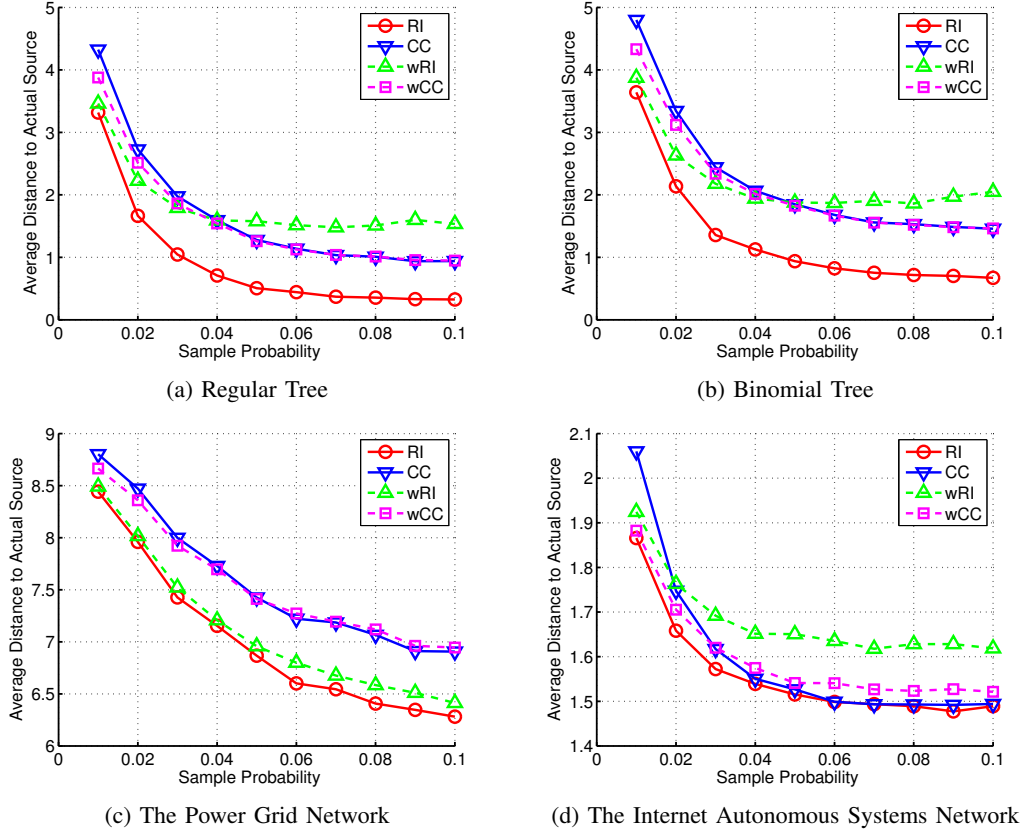 5
4
3
2
1
0
Average Distance to Actual Source
0 0.02 0.04 0.06 0.08 0.1
Sample Probability
RI
CC
wRI
wCC
(a) Regular Tree
5
4
3
2
1
0
Average Distance to Actual Source
0 0.02 0.04 0.06 0.08 0.1
Sample Probability
RI
CC
wRI
wCC
(b) Binomial Tree
9
8.5
8
7.5
7
6.5
6
Average Distance to Actual Source
0 0.02 0.04 0.06 0.08 0.1
Sample Probability
RI
CC
wRI
wCC
(c) The Power Grid Network
2.1
2
1.9
1.8
1.7
1.6
1.5
1.4
Average Distance to Actual Source
0 0.02 0.04 0.06 0.08 0.1
Sample Probability
RI
CC
wRI
wCC
(d) The Internet Autonomous Systems Network